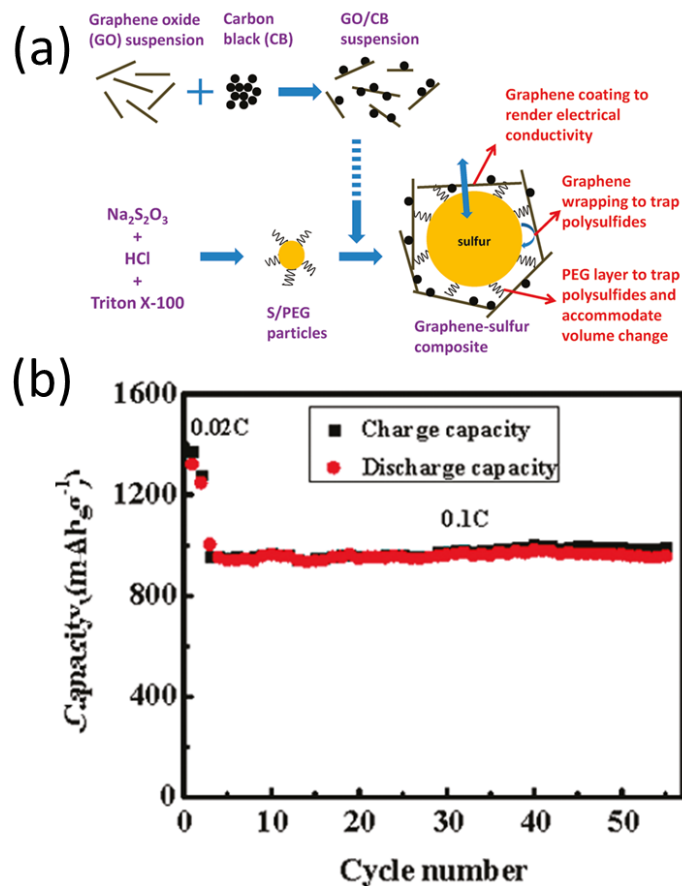 (a)
Graphene oxide
(GO) suspension
Carbon
black (CB)
GO/CB
suspension
Graphene coating to
render electrical
conductivity
Graphene
wrapping to trap
polysulfides
PEG layer to trap
polysulfides and
accommodate
volume change
Na₂S₂O₃
+
HCl
+
Triton X-100
S/PEG
particles
sulfur
Graphene-sulfur
composite
(b)
0.02C
Charge capacity
Discharge capacity
0.1C
Capacity (mAhg⁻¹)
1600
1200
800
400
0
0
10
20
30
40
50
Cycle number